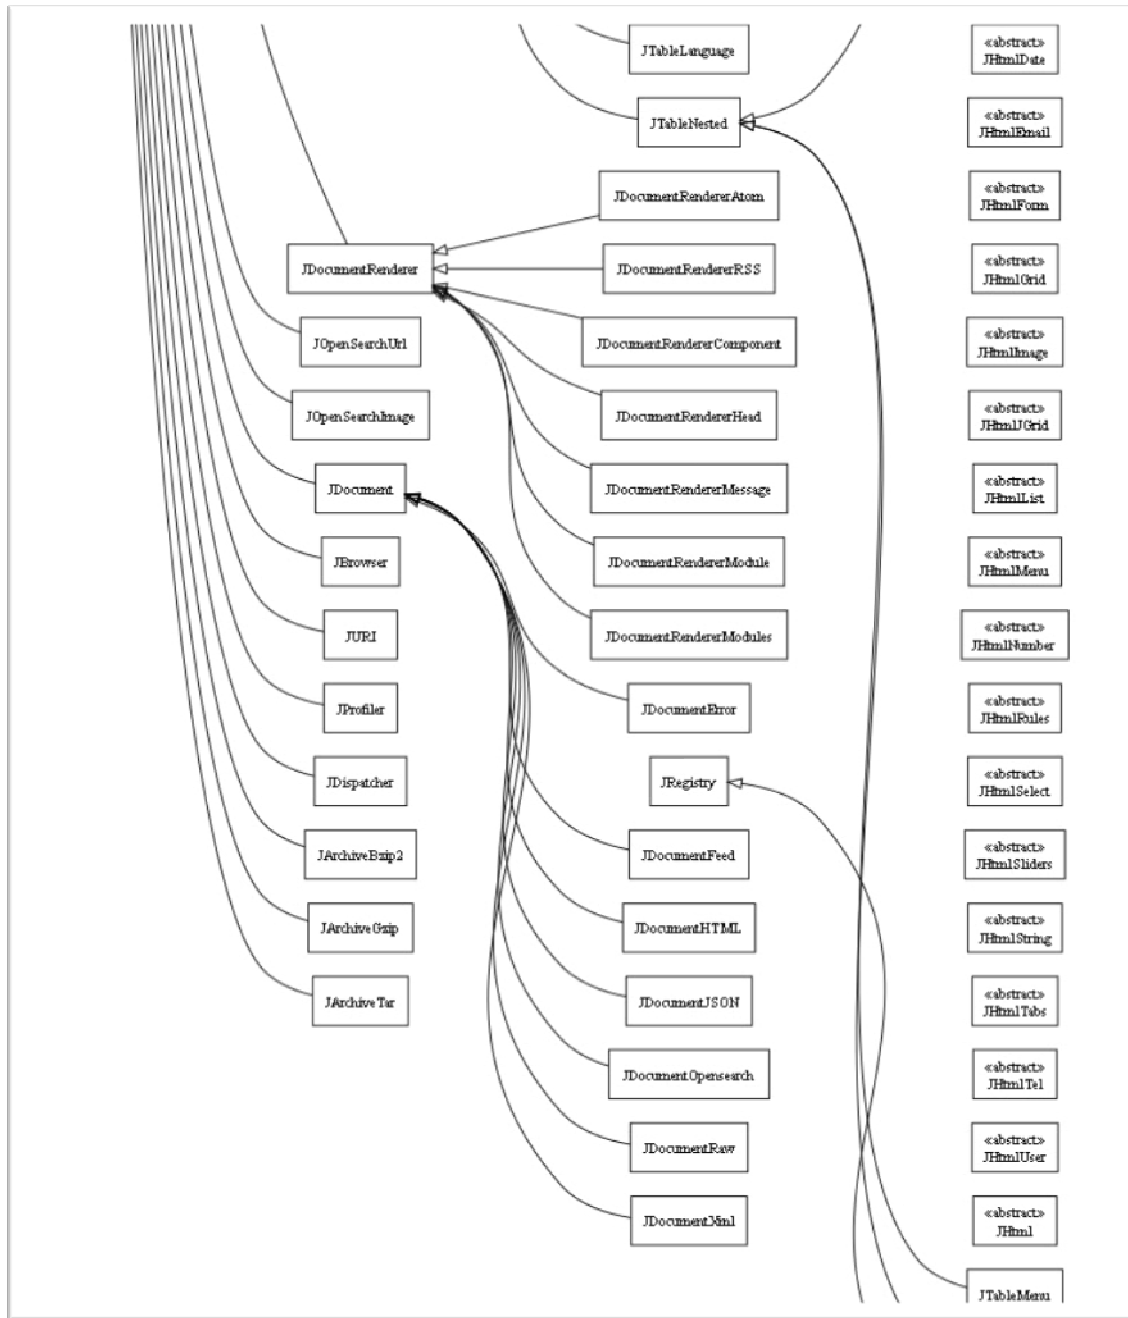 JTableLanguage
«abstract»
JHtmlDate
JTableNested
«abstract»
JHtmlEmail
JDocumentRendererAtom
«abstract»
JHtmlForm
JDocumentRenderer
JDocumentRendererRSS
«abstract»
JHtmlGrid
JOpenSearchUrl
JDocumentRendererComponent
«abstract»
JHtmlImage
JOpenSearchImage
JDocumentRendererHead
«abstract»
JHtmlJGrid
JDocument
JDocumentRendererMessage
«abstract»
JHtmlList
JBrowser
JDocumentRendererModule
«abstract»
JHtmlMenu
JURI
JDocumentRendererModules
«abstract»
JHtmlNumber
JProfiler
JDocumentError
«abstract»
JHtmlRules
JDispatcher
JRegistry
«abstract»
JHtmlSelect
JArchiveBzip2
JDocumentFeed
«abstract»
JHtmlSliders
JArchiveGzip
JDocumentHTML
«abstract»
JHtmlString
JArchiveTar
JDocumentJSON
«abstract»
JHtmlTabs
JDocumentOpensearch
«abstract»
JHtmlTel
JDocumentRaw
«abstract»
JHtmlUser
JDocumentXml
«abstract»
JHtml
JTableMenu